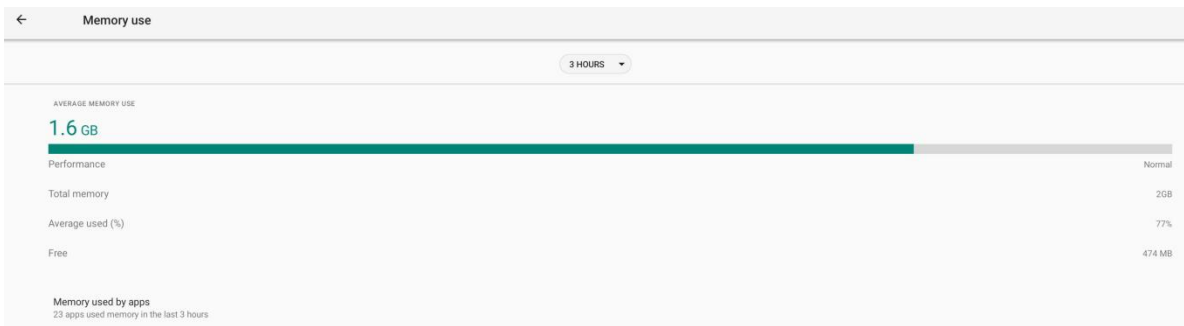 Memory use
3 HOURS
AVERAGE MEMORY USE
1.6 GB
Performance Normal
Total memory 2GB
Average used (%) 77%
Free 474 MB
Memory used by apps
23 apps used memory in the last 3 hours